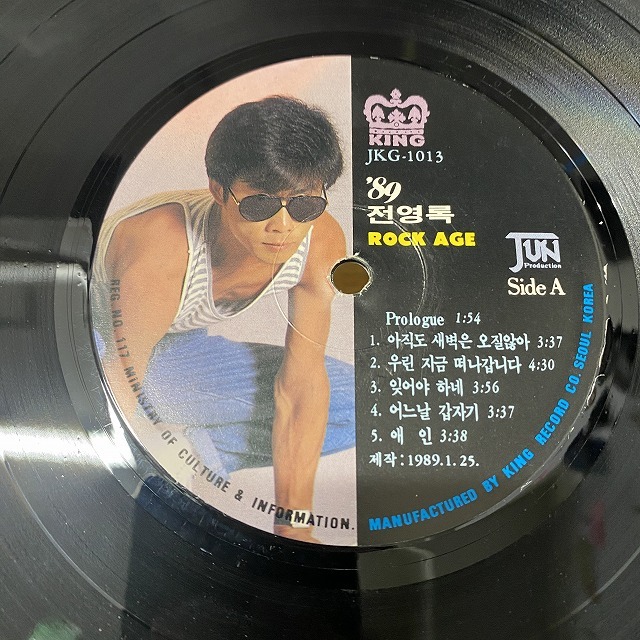 KING
JKG-1013
'89
전영록
ROCK AGE
JUN
Production
Side A
Prologue 1:54
1. 아직도 새벽은 오질않아 3:37
2. 우린 지금 떠나갑니다 4:30
3. 잊어야 하네 3:56
4. 어느날 갑자기 3:37
5. 애 인 3:38
제작:1989.1.25.
RG NO 117 MINISTRY OF CULTURE & INFORMATION.
MANUFACTURED BY KING RECORD CO SEOUL KOREA